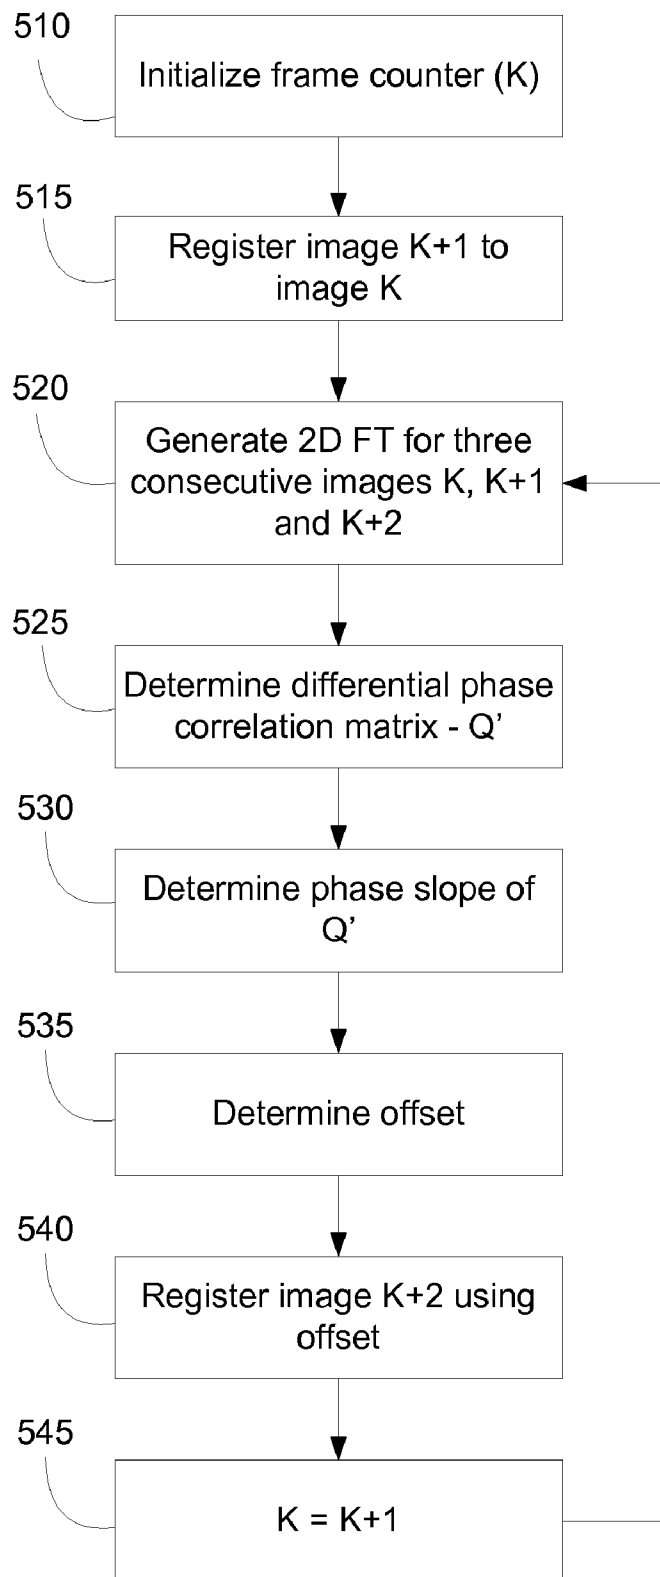 510
Initialize frame counter (K)
515
Register image K+1 to
image K
520
Generate 2D FT for three
consecutive images K, K+1
and K+2
525
Determine differential phase
correlation matrix - Q’
530
Determine phase slope of
Q’
535
Determine offset
540
Register image K+2 using
offset
545
K = K+1